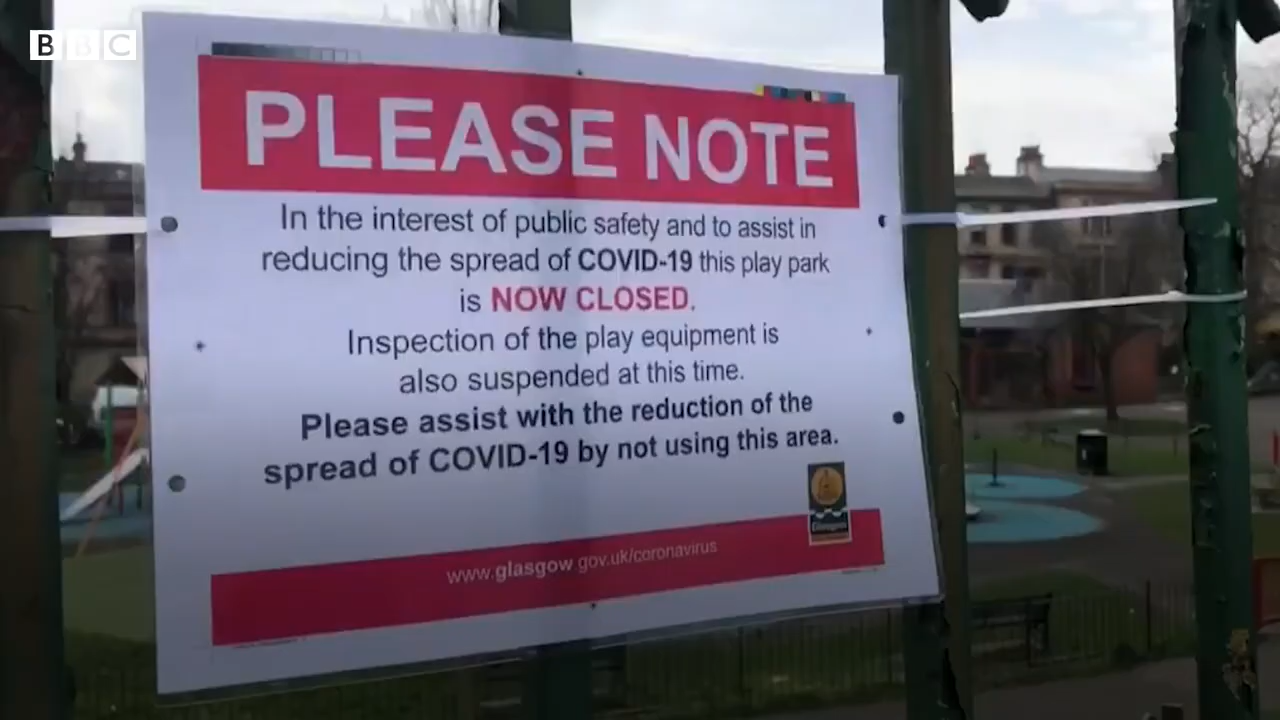 BBC
PLEASE NOTE
In the interest of public safety and to assist in
reducing the spread of COVID-19 this play park
is NOW CLOSED.
Inspection of the play equipment is
also suspended at this time.
Please assist with the reduction of the
spread of COVID-19 by not using this area.
www.glasgow.gov.uk/coronavirus